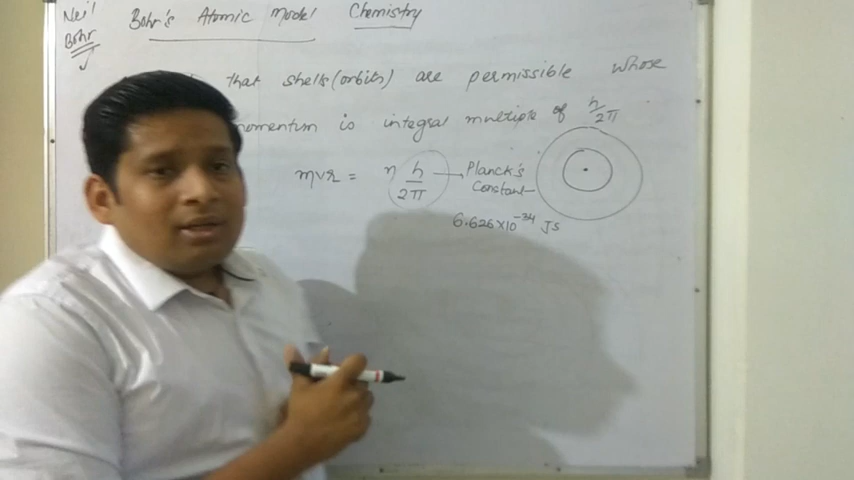 Neil Bohr's Atomic Model Chemistry
Bohr
that shells(orbits) are permissible whose
momentum is integral multiple of h/2π
mvr = n h/2π → Planck's
Constant
6.626×10⁻³⁴ Js